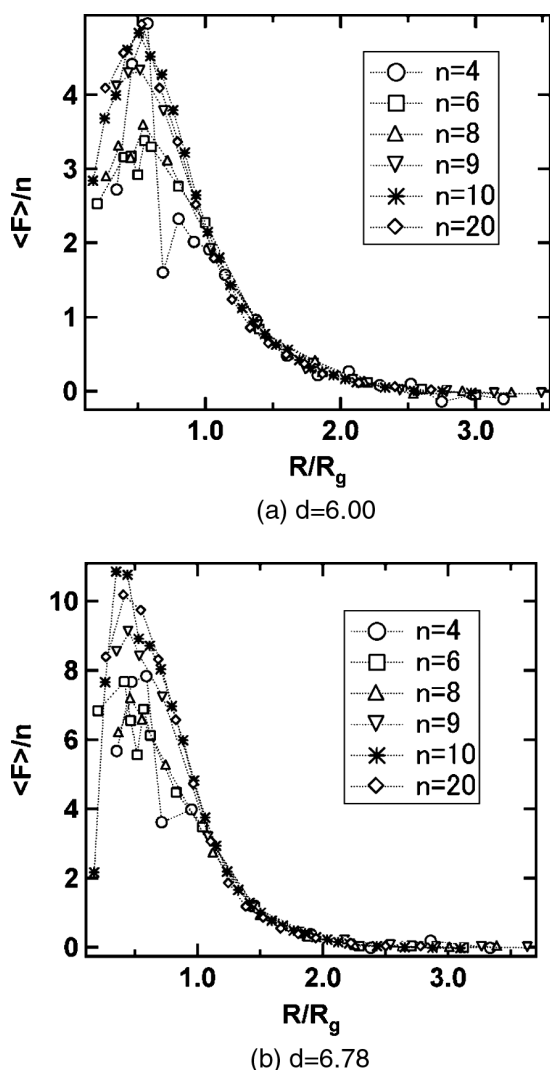 <F>/n
4
3
2
1
0
n=4
n=6
n=8
n=9
n=10
n=20
1.0 2.0 3.0
R/Rg
(a) d=6.00
<F>/n
10
8
6
4
2
0
n=4
n=6
n=8
n=9
n=10
n=20
1.0 2.0 3.0
R/Rg
(b) d=6.78